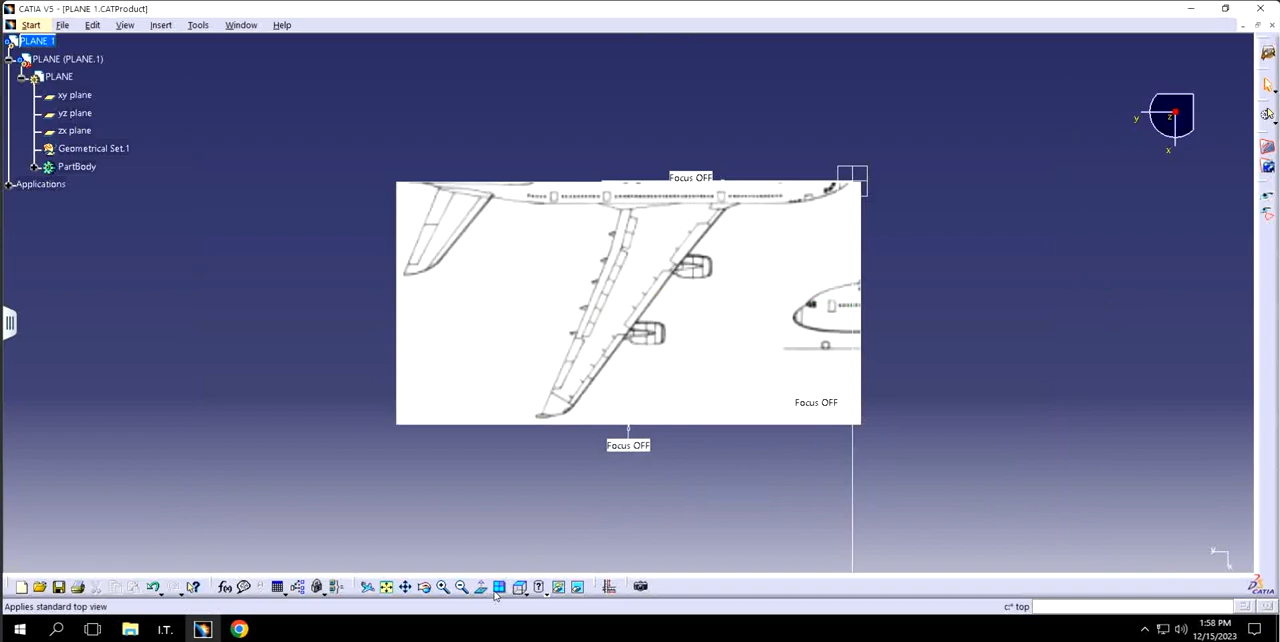 CATIA V5 - [PLANE 1.CATProduct]
Start File Edit View Insert Tools Window Help
PLANE 1
PLANE (PLANE.1)
PLANE
xy plane
yz plane
zx plane
Geometrical Set.1
PartBody
Applications
y
z
x
Focus OFF
Focus OFF
Focus OFF
f(x)
CATIA
Applies standard top view
c:* top
I.T.
1:58 PM
12/15/2023